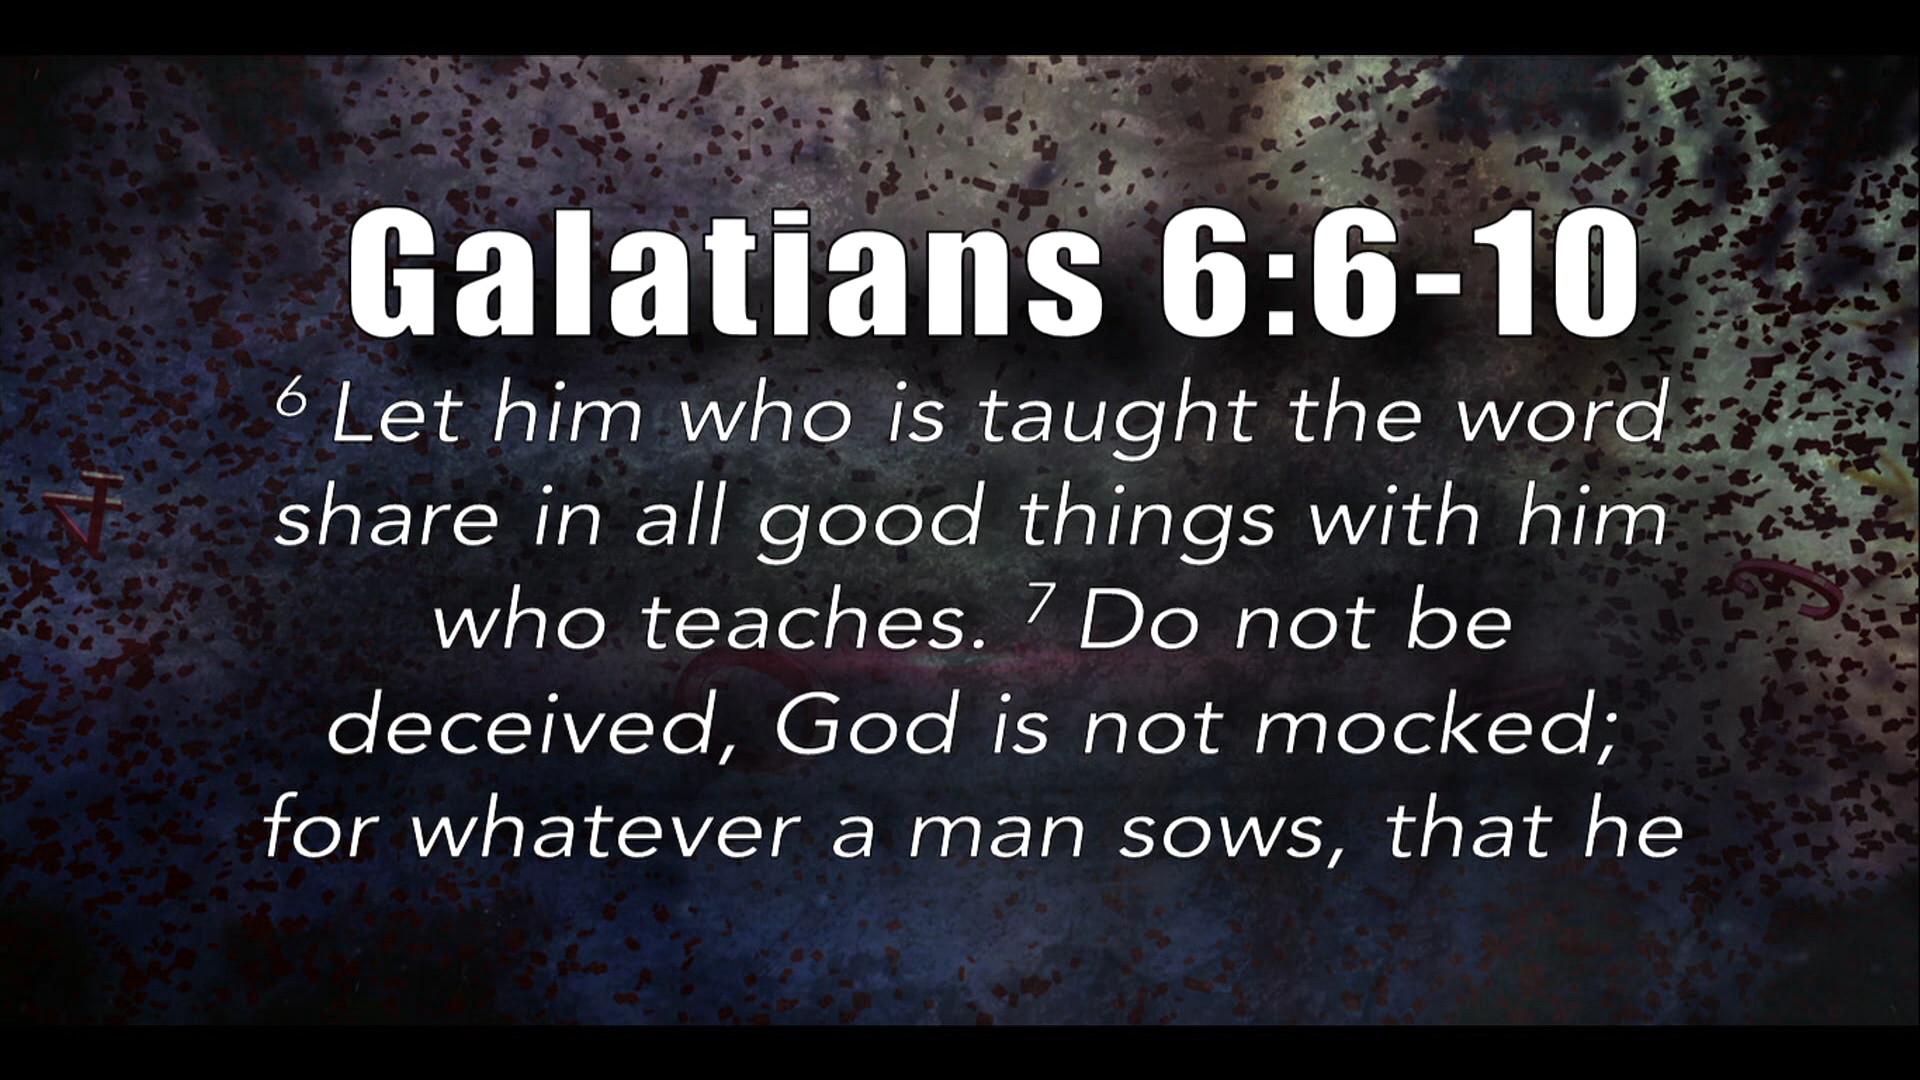 Galatians 6:6-10
6 Let him who is taught the word
share in all good things with him
who teaches. 7 Do not be
deceived, God is not mocked;
for whatever a man sows, that he